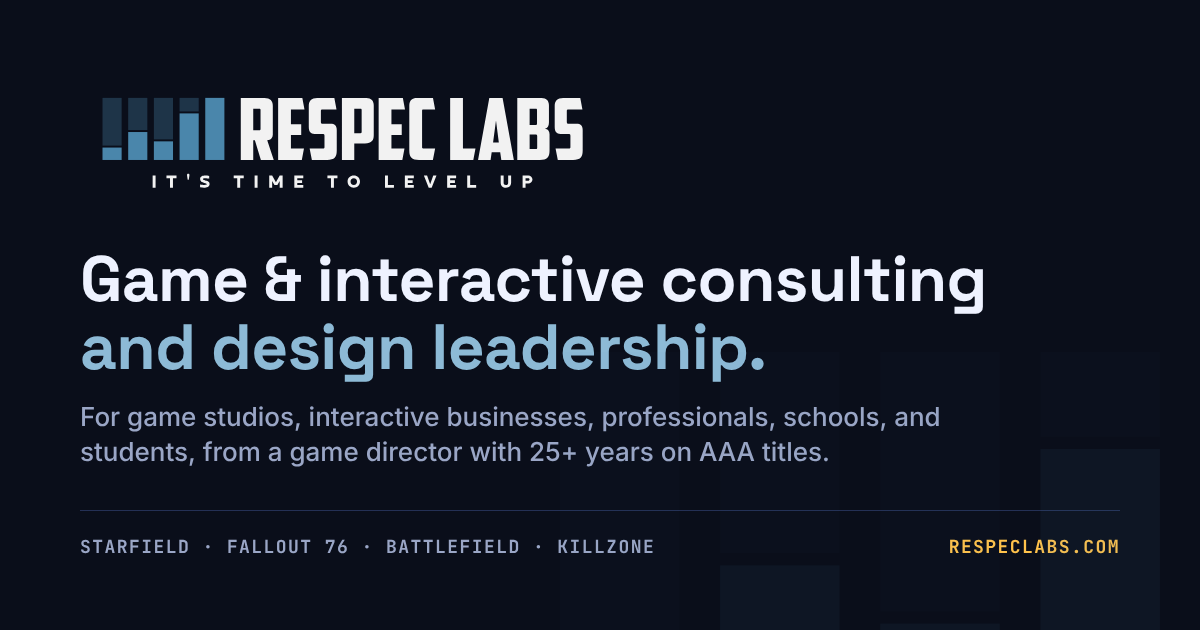 RESPEC LABS
IT'S TIME TO LEVEL UP
Game & interactive consulting
and design leadership.
For game studios, interactive businesses, professionals, schools, and
students, from a game director with 25+ years on AAA titles.
STARFIELD · FALLOUT 76 · BATTLEFIELD · KILLZONE
RESPECLABS.COM